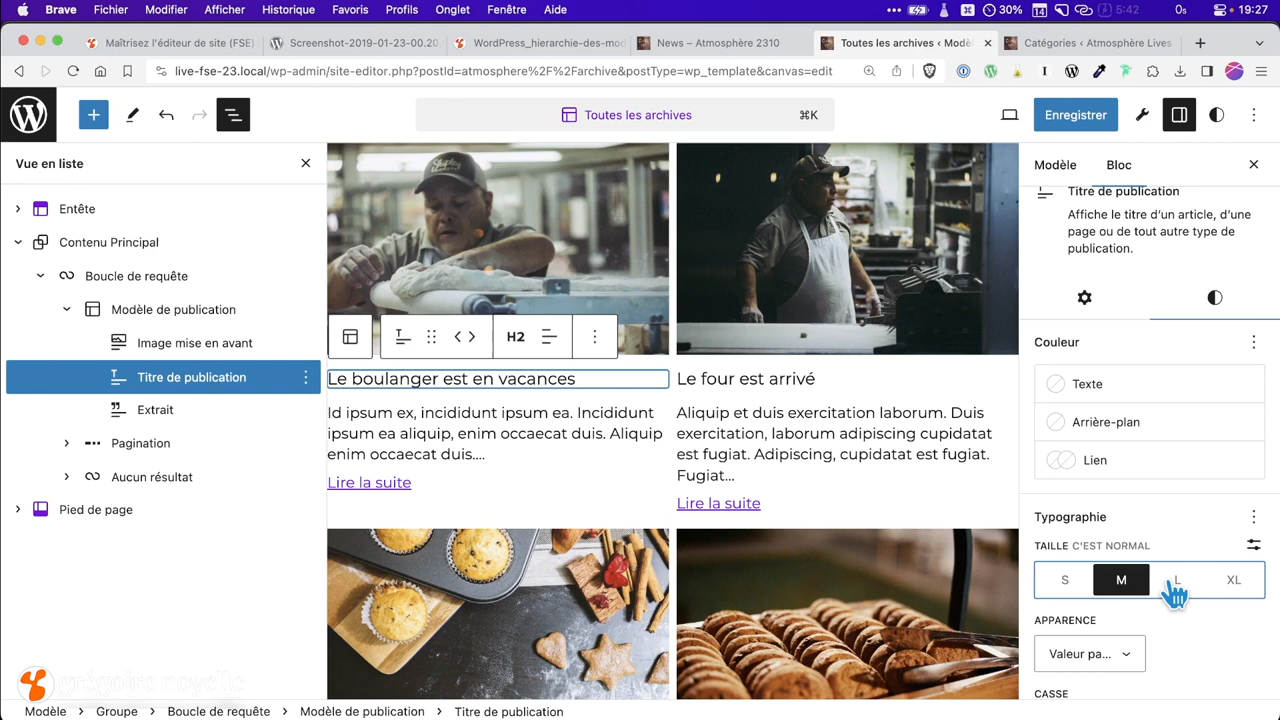 Brave Fichier Modifier Afficher Historique Favoris Profils Onglet Fenêtre Aide 30% 14 5:42 0s 19:27
Maîtrisez l'éditeur de site (FSE) Screenshot-2019-01-23-00.20. WordPress_hierarchie-des-mod News – Atmosphère 2310 Toutes les archives ‹ Modèl Catégories ‹ Atmosphère Lives
live-fse-23.local/wp-admin/site-editor.php?postId=atmosphere%2F%2Farchive&postType=wp_template&canvas=edit
Toutes les archives ⌘K Enregistrer
Vue en liste
Entête
Contenu Principal
Boucle de requête
Modèle de publication
Image mise en avant
Titre de publication
Extrait
Pagination
Aucun résultat
Pied de page
H2
Le boulanger est en vacances
Id ipsum ex, incididunt ipsum ea. Incididunt
ipsum ea aliquip, enim occaecat duis. Aliquip
enim occaecat duis....
Lire la suite
Le four est arrivé
Aliquip et duis exercitation laborum. Duis
exercitation, laborum adipiscing cupidatat
est fugiat. Adipiscing, cupidatat est fugiat.
Fugiat...
Lire la suite
Modèle Bloc
Titre de publication
Affiche le titre d'un article, d'une
page ou de tout autre type de
publication.
Couleur
Texte
Arrière-plan
Lien
Typographie
TAILLE C'EST NORMAL
S M L XL
APPARENCE
Valeur pa...
CASSE
grégoire noyelle
Modèle › Groupe › Boucle de requête › Modèle de publication › Titre de publication